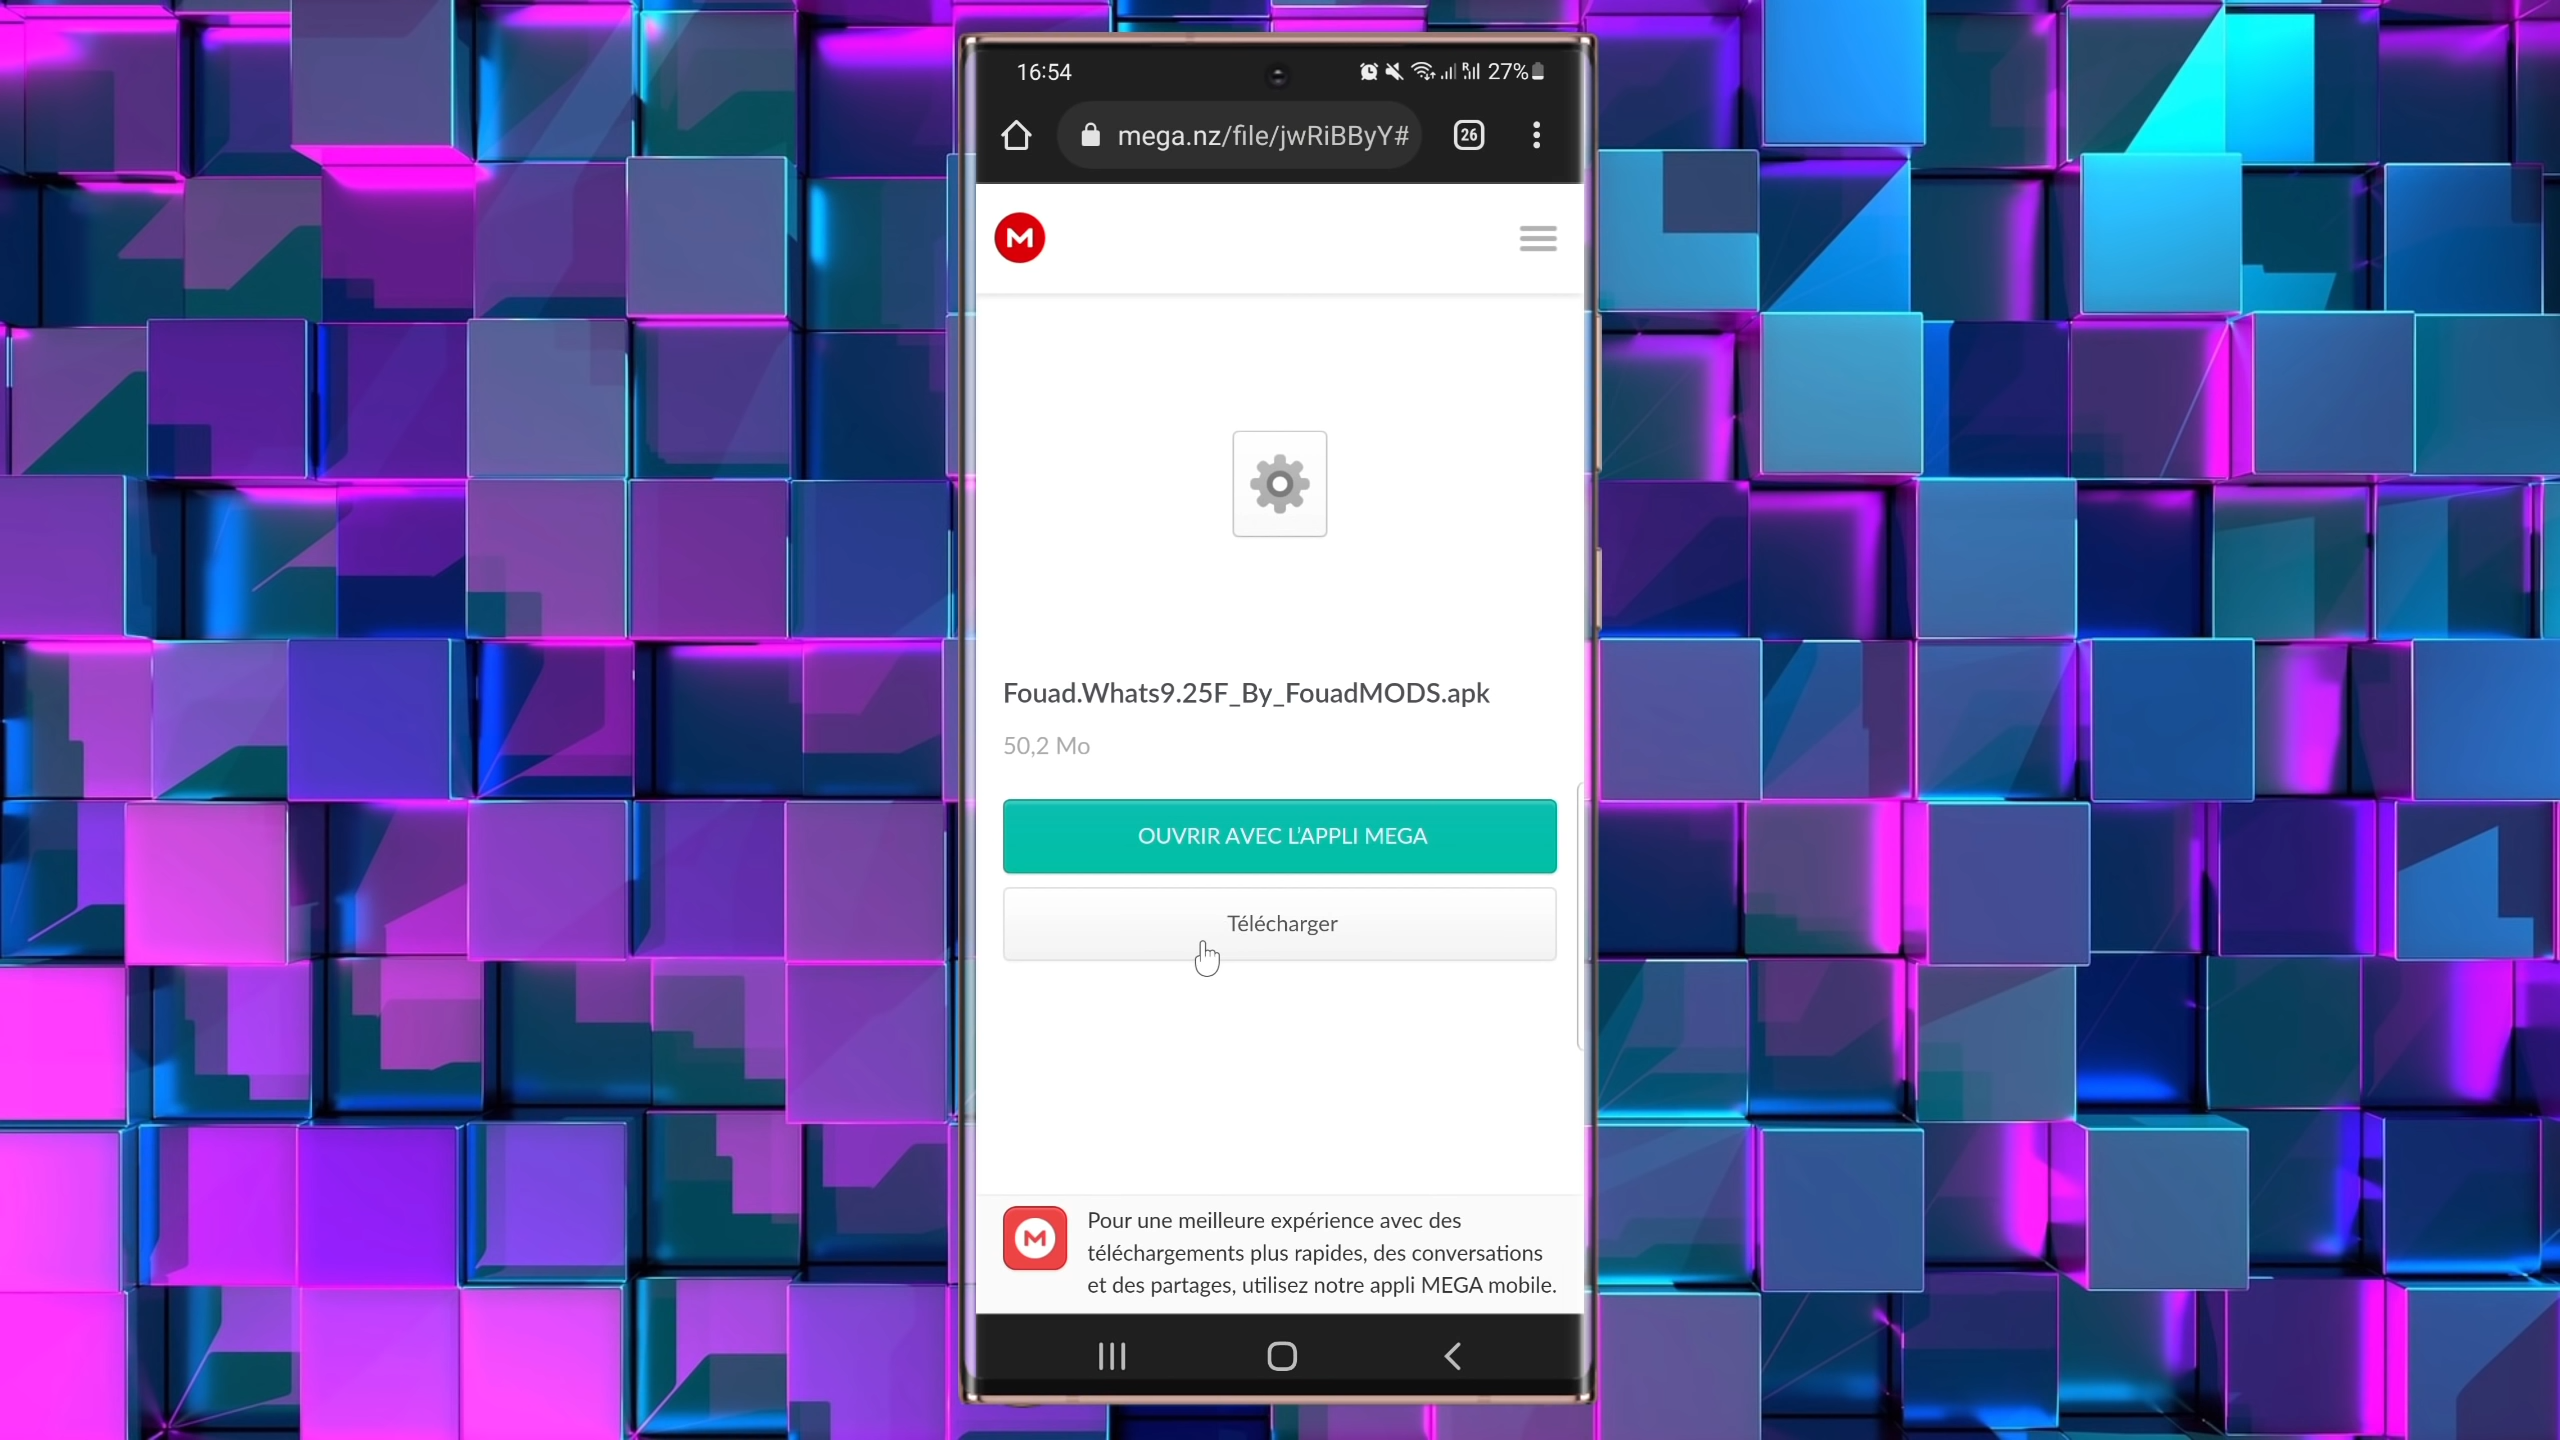 16:54
27%
mega.nz/file/jwRiBByY#
26
Fouad.Whats9.25F_By_FouadMODS.apk
50,2 Mo
OUVRIR AVEC L’APPLI MEGA
Télécharger
Pour une meilleure expérience avec des
téléchargements plus rapides, des conversations
et des partages, utilisez notre appli MEGA mobile.